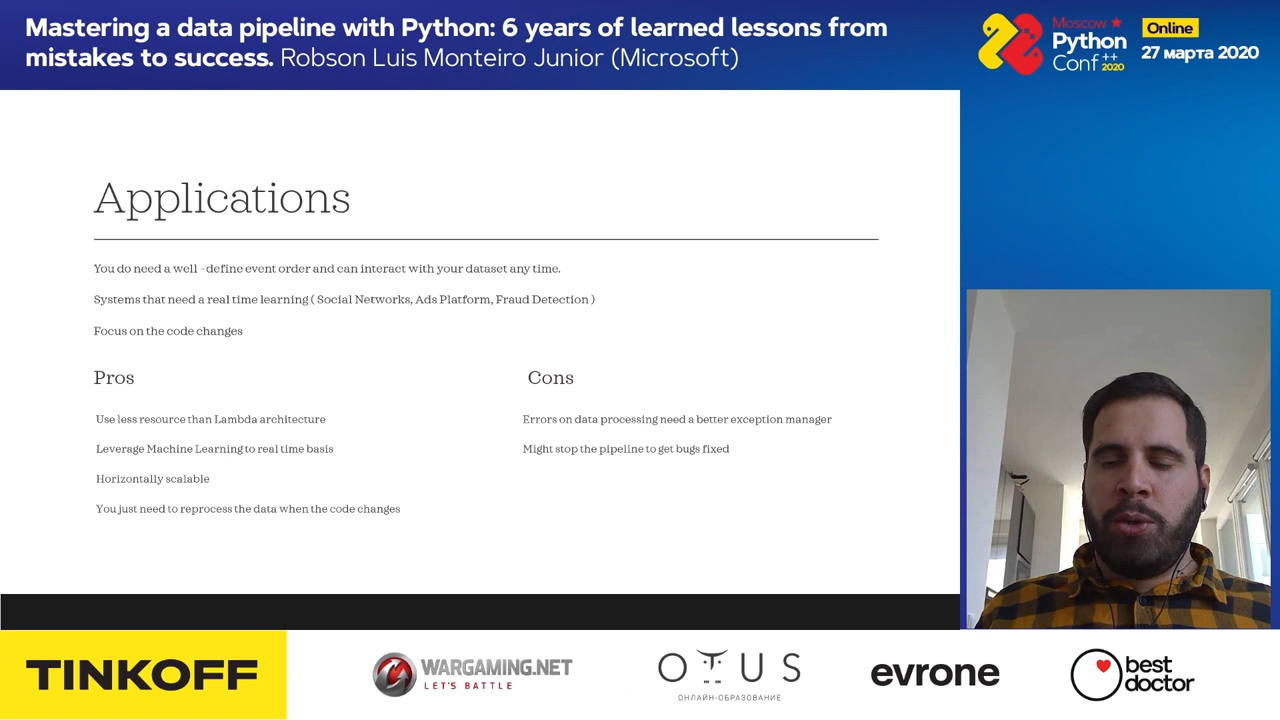 Mastering a data pipeline with Python: 6 years of learned lessons from
mistakes to success. Robson Luis Monteiro Junior (Microsoft)
Moscow
Python
Conf ++
2020
Online
27 марта 2020
Applications
You do need a well -define event order and can interact with your dataset any time.
Systems that need a real time learning ( Social Networks, Ads Platform, Fraud Detection )
Focus on the code changes
Pros
Use less resource than Lambda architecture
Leverage Machine Learning to real time basis
Horizontally scalable
You just need to reprocess the data when the code changes
Cons
Errors on data processing need a better exception manager
Might stop the pipeline to get bugs fixed
TINKOFF
WARGAMING.NET
LET'S BATTLE
OTUS
ОНЛАЙН-ОБРАЗОВАНИЕ
evrone
best
doctor